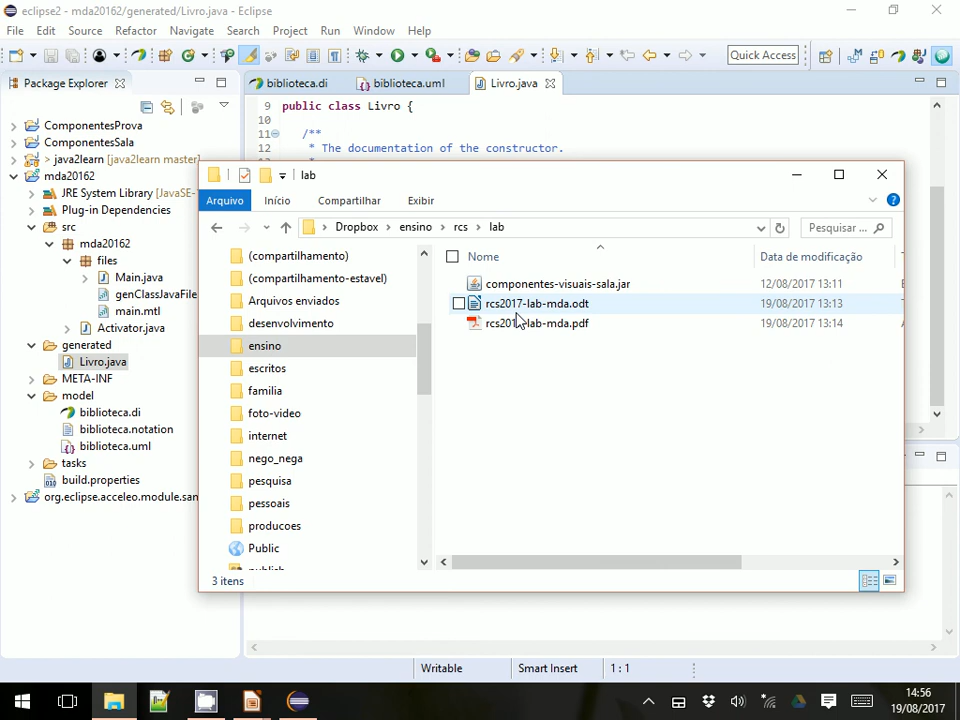 eclipse2 - mda20162/generated/Livro.java - Eclipse
File Edit Source Refactor Navigate Search Project Run Window Help
Quick Access
Package Explorer
biblioteca.di
biblioteca.uml
Livro.java
ComponentesProva
ComponentesSala
> java2learn [java2learn master]
mda20162
JRE System Library [JavaSE-
Plug-in Dependencies
src
mda20162
files
Main.java
genClassJavaFile
main.mtl
Activator.java
generated
Livro.java
META-INF
model
biblioteca.di
biblioteca.notation
biblioteca.uml
tasks
build.properties
org.eclipse.acceleo.module.san
9 public class Livro {
10
11 /**
12 * The documentation of the constructor.
lab
Arquivo Início Compartilhar Exibir
Dropbox > ensino > rcs > lab
Pesquisar ...
(compartilhamento)
(compartilhamento-estavel)
Arquivos enviados
desenvolvimento
ensino
escritos
familia
foto-video
internet
nego_nega
pesquisa
pessoais
producoes
Public
Nome Data de modificação
componentes-visuais-sala.jar 12/08/2017 13:11
rcs2017-lab-mda.odt 19/08/2017 13:13
rcs2017-lab-mda.pdf 19/08/2017 13:14
3 itens
Writable Smart Insert 1 : 1
14:56
19/08/2017